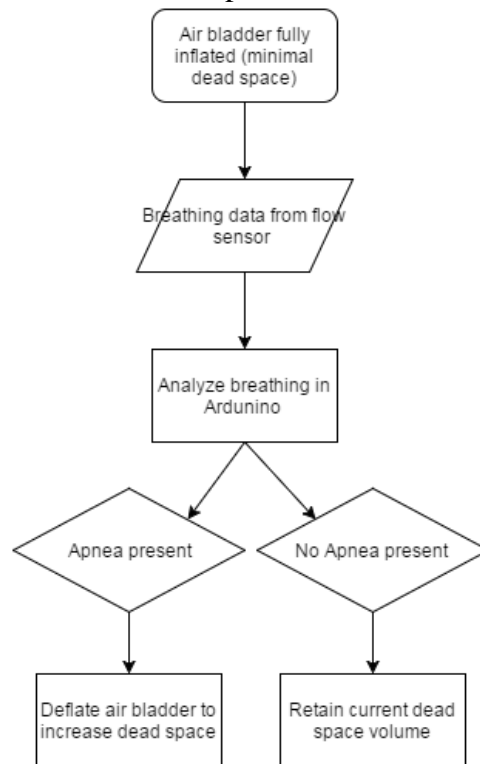 Air bladder fully
inflated (minimal
dead space)
Breathing data from flow
sensor
Analyze breathing in
Ardunino
Apnea present
No Apnea present
Deflate air bladder to
increase dead space
Retain current dead
space volume